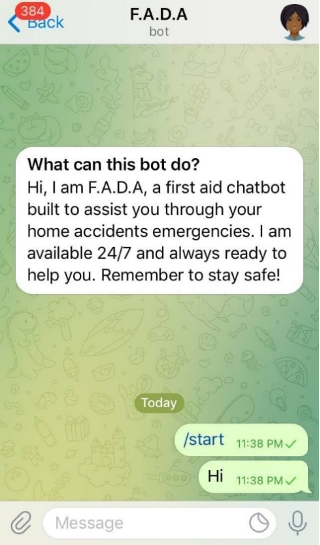 384
Back
F.A.D.A
bot
What can this bot do?
Hi, I am F.A.D.A, a first aid chatbot
built to assist you through your
home accidents emergencies. I am
available 24/7 and always ready to
help you. Remember to stay safe!
Today
/start 11:38 PM
Hi 11:38 PM
Message